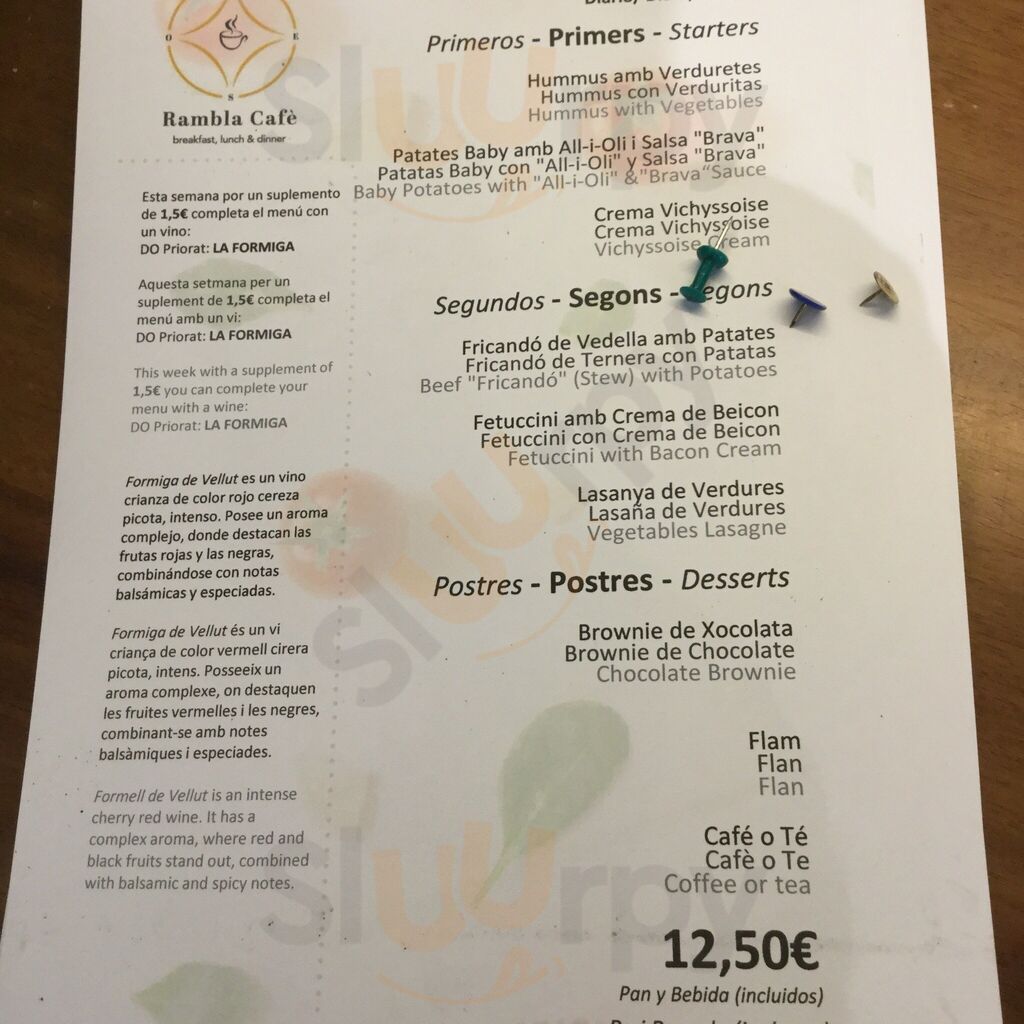 O E
S
Rambla Cafè
breakfast, lunch & dinner
Esta semana por un suplemento
de 1,5€ completa el menú con
un vino:
DO Priorat: LA FORMIGA
Aquesta setmana per un
suplement de 1,5€ completa el
menú amb un vi:
DO Priorat: LA FORMIGA
This week with a supplement of
1,5€ you can complete your
menu with a wine:
DO Priorat: LA FORMIGA
Formiga de Vellut es un vino
crianza de color rojo cereza
picota, intenso. Posee un aroma
complejo, donde destacan las
frutas rojas y las negras,
combinándose con notas
balsámicas y especiadas.
Formiga de Vellut és un vi
criança de color vermell cirera
picota, intens. Posseeix un
aroma complexe, on destaquen
les fruites vermelles i les negres,
combinant-se amb notes
balsàmiques i especiades.
Formell de Vellut is an intense
cherry red wine. It has a
complex aroma, where red and
black fruits stand out, combined
with balsamic and spicy notes.
Primeros - Primers - Starters
Hummus amb Verduretes
Hummus con Verduritas
Hummus with Vegetables
Patates Baby amb All-i-Oli i Salsa "Brava"
Patatas Baby con "All-i-Oli" y Salsa "Brava"
Baby Potatoes with "All-i-Oli" &"Brava“Sauce
Crema Vichyssoise
Crema Vichyssoise
Vichyssoise Cream
Segundos - Segons - Segons
Fricandó de Vedella amb Patates
Fricandó de Ternera con Patatas
Beef "Fricandó" (Stew) with Potatoes
Fetuccini amb Crema de Beicon
Fetuccini con Crema de Beicon
Fetuccini with Bacon Cream
Lasanya de Verdures
Lasaña de Verdures
Vegetables Lasagne
Postres - Postres - Desserts
Brownie de Xocolata
Brownie de Chocolate
Chocolate Brownie
Flam
Flan
Flan
Café o Té
Cafè o Te
Coffee or tea
12,50€
Pan y Bebida (incluidos)
sluurpy
sluurpy
sluurpy